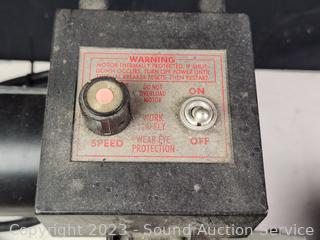 WARNING
MOTOR THERMALLY PROTECTED. IF SHUT-
DOWN OCCURS, TURN OFF POWER UNTIL
BREAKER RESETS, THEN RESTART.
DO NOT
OVERLOAD
MOTOR
ON
WORK
SPEED
WEAR EYE
PROTECTION
OFF
Copyright 2023 - Sound Auction Service